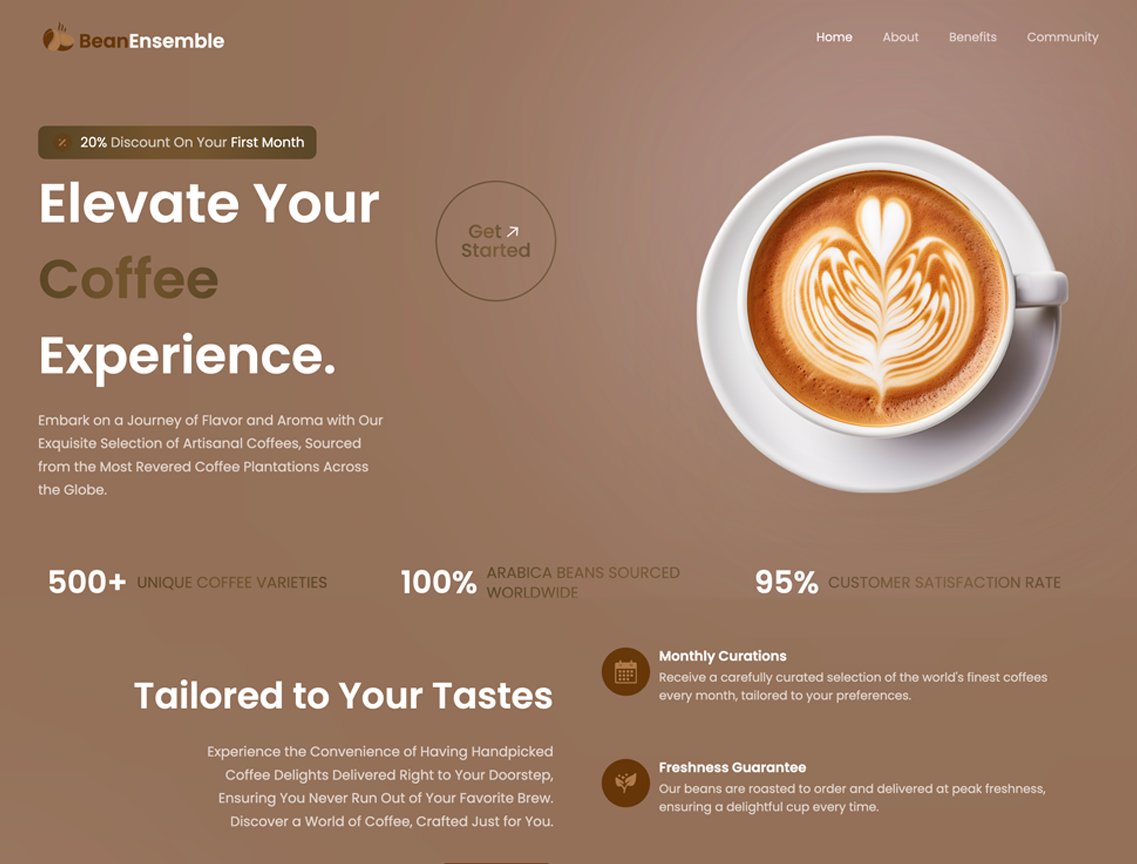 BeanEnsemble
Home About Benefits Community
20% Discount On Your First Month
Elevate Your
Coffee
Experience.
Get
Started
Embark on a Journey of Flavor and Aroma with Our
Exquisite Selection of Artisanal Coffees, Sourced
from the Most Revered Coffee Plantations Across
the Globe.
500+ UNIQUE COFFEE VARIETIES
100% ARABICA BEANS SOURCED
WORLDWIDE
95% CUSTOMER SATISFACTION RATE
Tailored to Your Tastes
Experience the Convenience of Having Handpicked
Coffee Delights Delivered Right to Your Doorstep,
Ensuring You Never Run Out of Your Favorite Brew.
Discover a World of Coffee, Crafted Just for You.
Monthly Curations
Receive a carefully curated selection of the world's finest coffees
every month, tailored to your preferences.
Freshness Guarantee
Our beans are roasted to order and delivered at peak freshness,
ensuring a delightful cup every time.